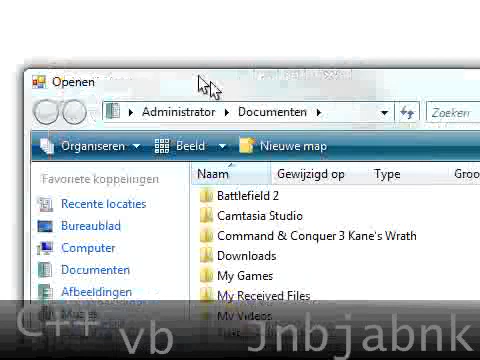 Openen
Administrator Documenten Zoeken
Organiseren Beeld Nieuwe map
Favoriete koppelingen
Naam Gewijzigd op Type Groo
Recente locaties
Bureaublad
Computer
Documenten
Afbeeldingen
Muziek
Battlefield 2
Camtasia Studio
Command & Conquer 3 Kane's Wrath
Downloads
My Games
My Received Files
My Videos
C++ vb Jnbjabnk